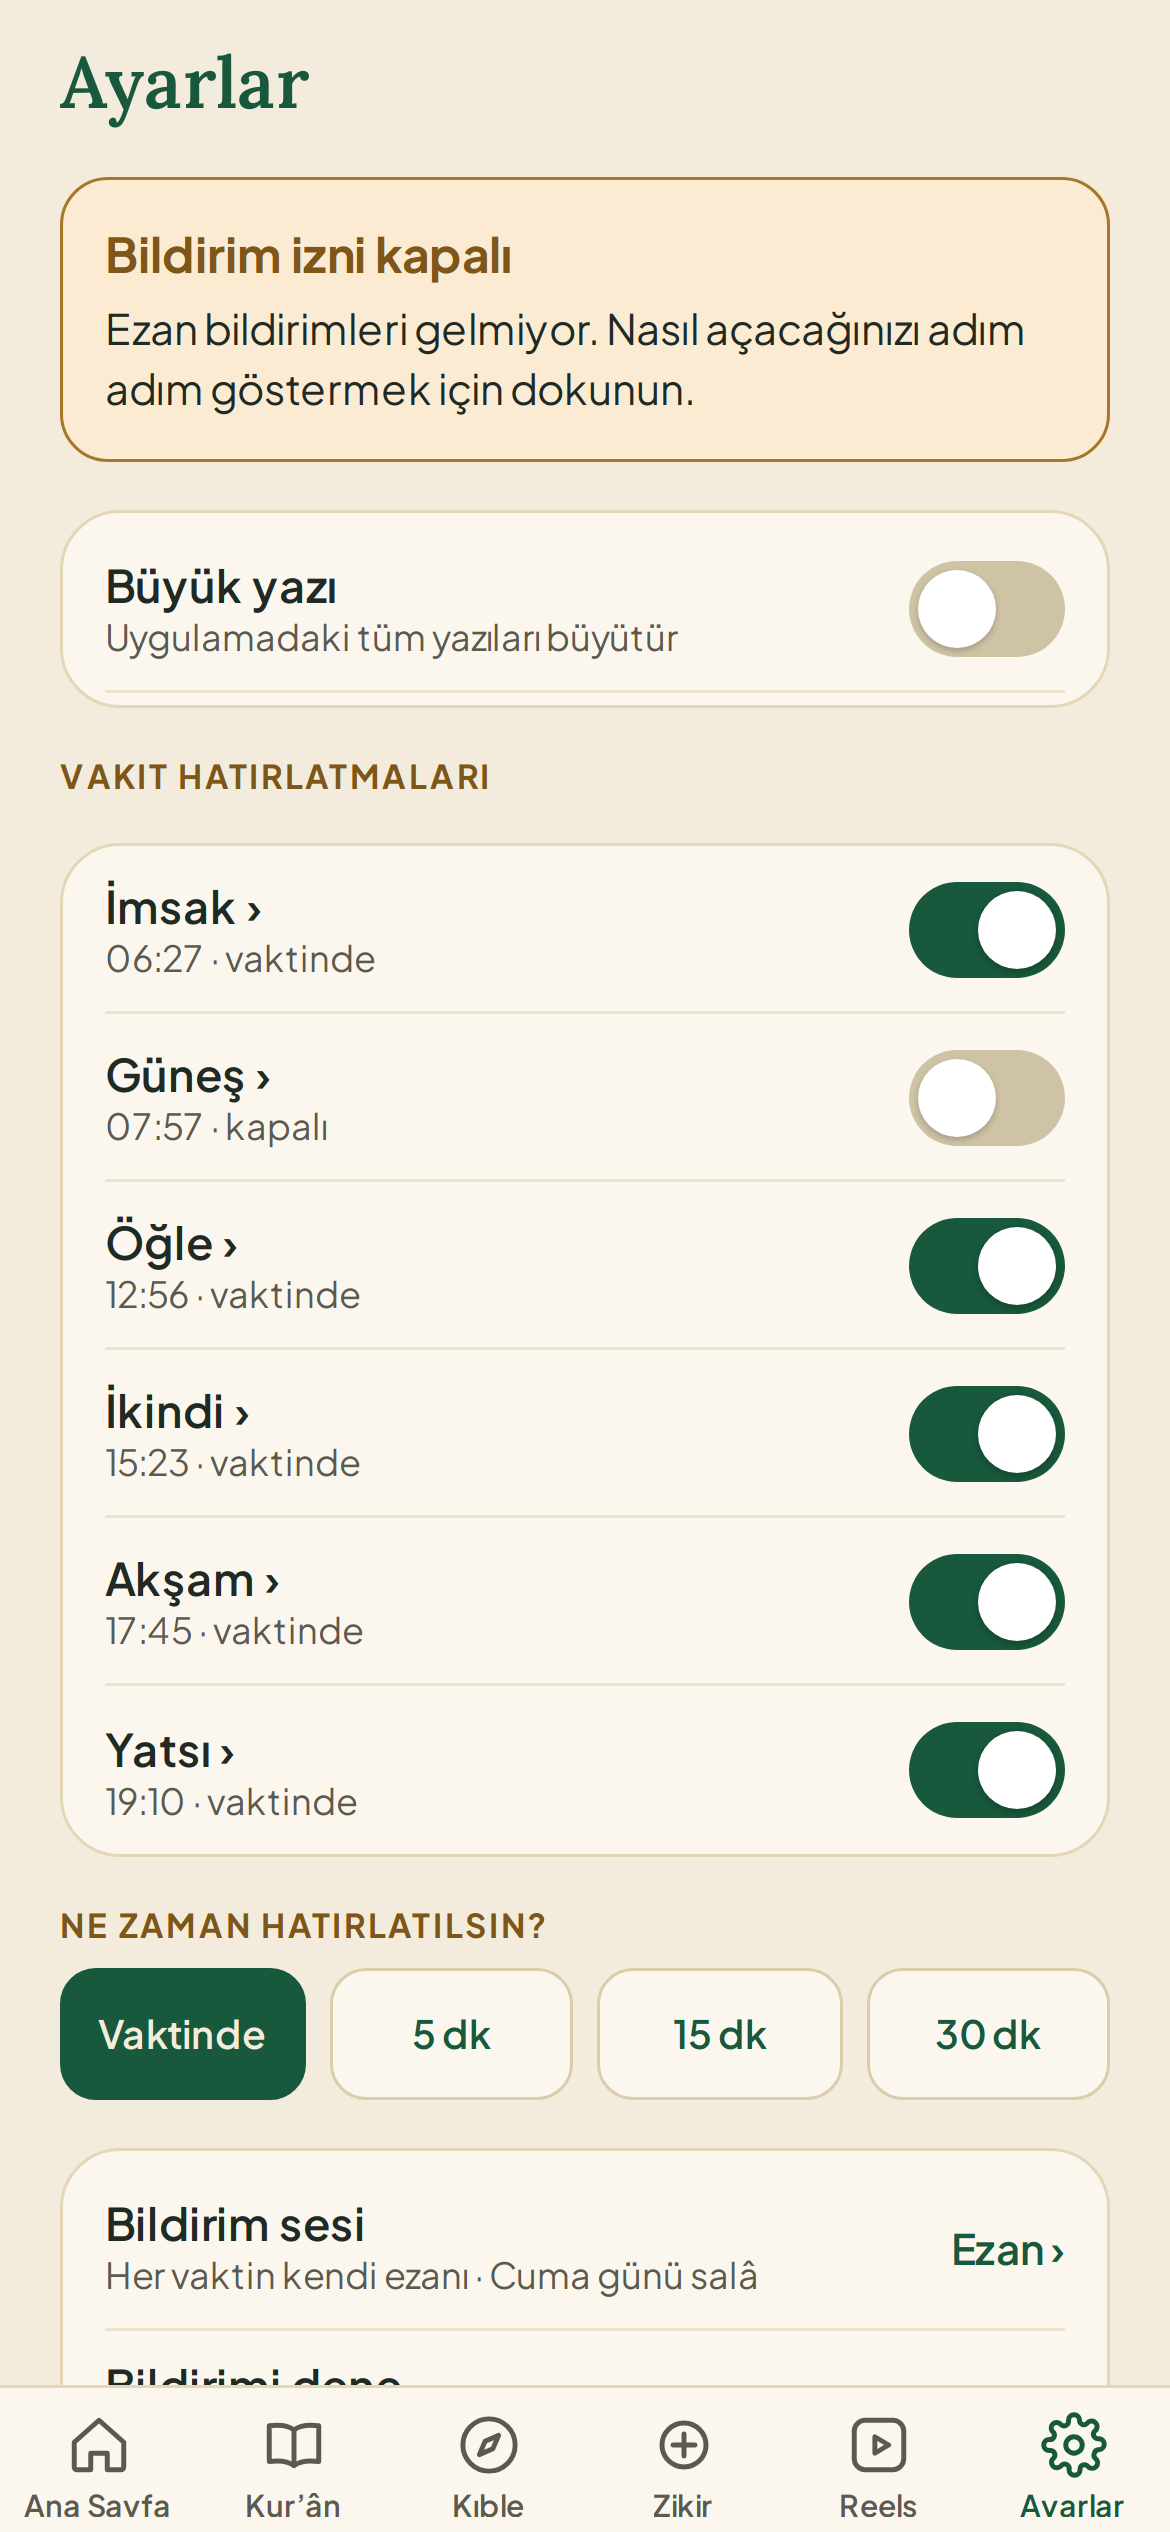 Ayarlar
Bildirim izni kapalı
Ezan bildirimleri gelmiyor. Nasıl açacağınızı adım
adım göstermek için dokunun.
Büyük yazı
Uygulamadaki tüm yazıları büyütür
VAKIT HATIRLATMALARI
İmsak ›
06:27 · vaktinde
Güneş ›
07:57 · kapalı
Öğle ›
12:56 · vaktinde
İkindi ›
15:23 · vaktinde
Akşam ›
17:45 · vaktinde
Yatsı ›
19:10 · vaktinde
NE ZAMAN HATIRLATILSIN?
Vaktinde 5 dk 15 dk 30 dk
Bildirim sesi
Her vaktin kendi ezanı · Cuma günü salâ
Ezan ›
Bildirimi dene
Ana Sayfa Kur’ân Kıble Zikir Reels Ayarlar